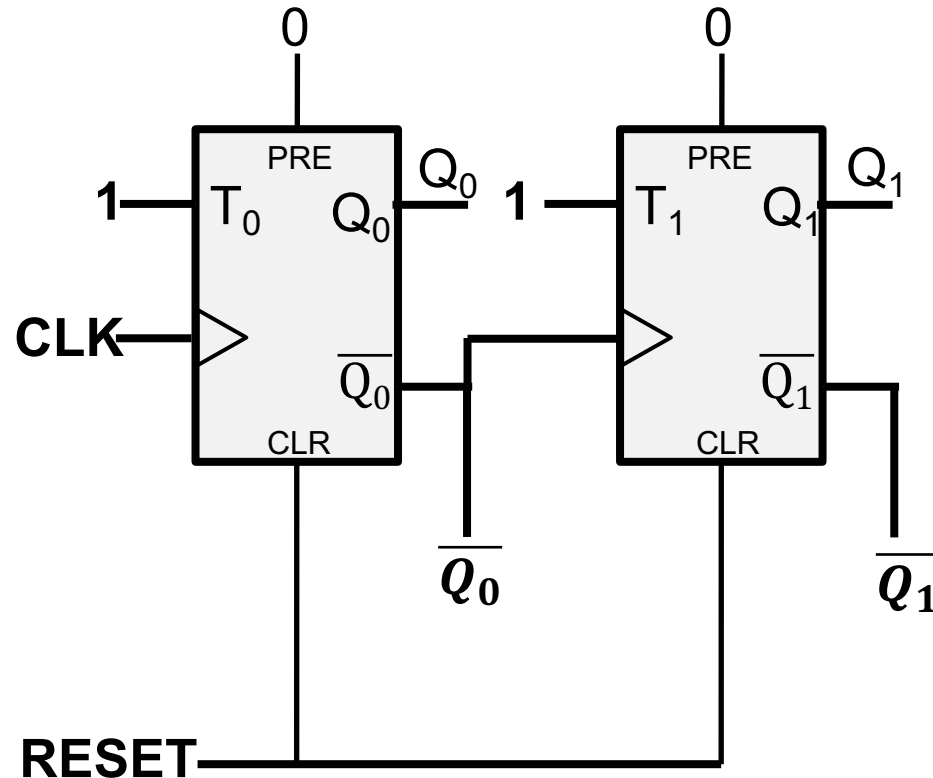 0 0
PRE PRE
1 T₀ Q₀ Q₀ 1 T₁ Q₁ Q₁
CLK
Q̅₀ Q̅₁
CLR CLR
Q̅₀ Q̅₁
RESET